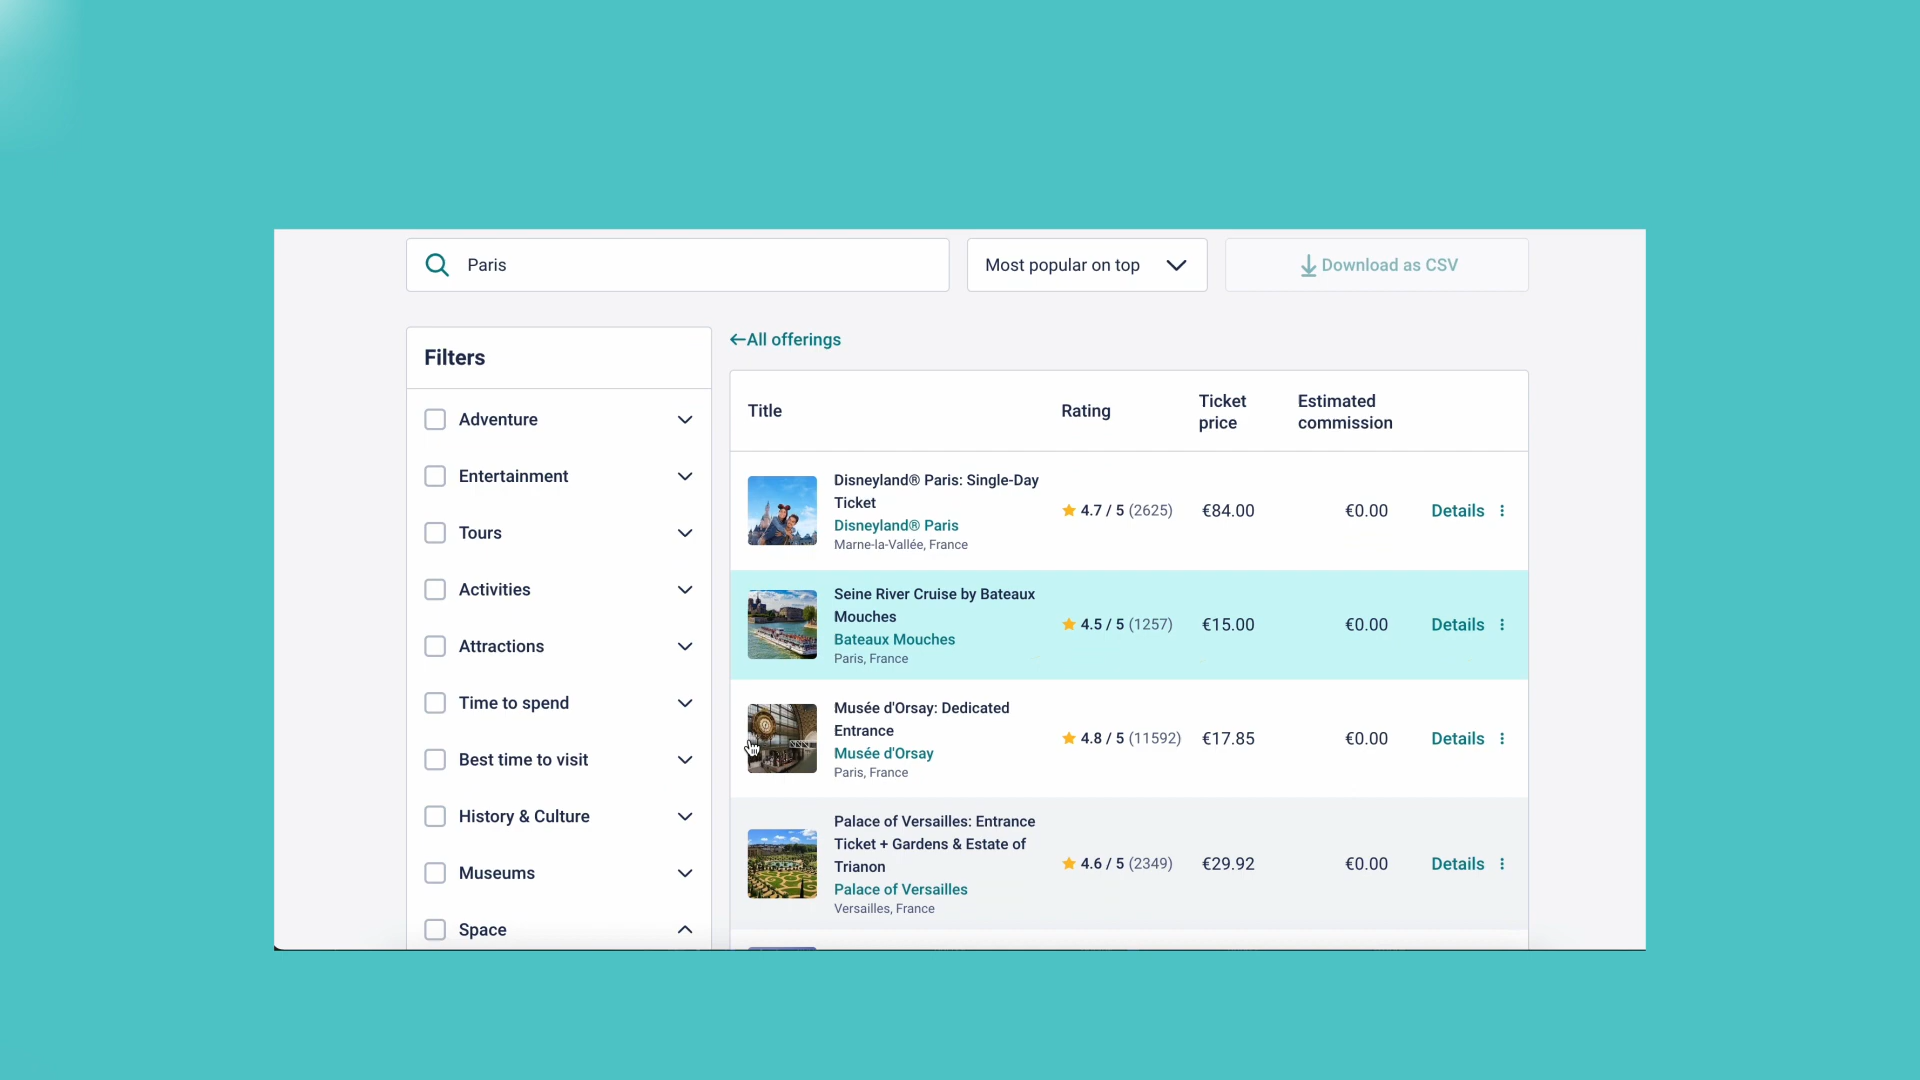 Paris
Most popular on top
Download as CSV
Filters
←All offerings
Adventure
Entertainment
Tours
Activities
Attractions
Time to spend
Best time to visit
History & Culture
Museums
Space
Title
Rating
Ticket
price
Estimated
commission
Disneyland® Paris: Single-Day
Ticket
Disneyland® Paris
Marne-la-Vallée, France
4.7 / 5 (2625)
€84.00
€0.00
Details
Seine River Cruise by Bateaux
Mouches
Bateaux Mouches
Paris, France
4.5 / 5 (1257)
€15.00
€0.00
Details
Musée d'Orsay: Dedicated
Entrance
Musée d'Orsay
Paris, France
4.8 / 5 (11592)
€17.85
€0.00
Details
Palace of Versailles: Entrance
Ticket + Gardens & Estate of
Trianon
Palace of Versailles
Versailles, France
4.6 / 5 (2349)
€29.92
€0.00
Details